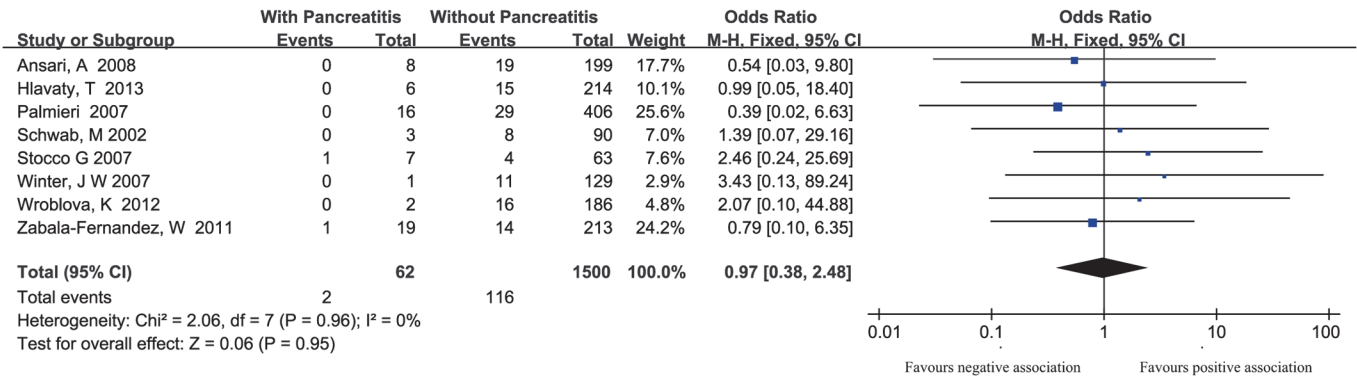 With Pancreatitis Without Pancreatitis Odds Ratio Odds Ratio
Study or Subgroup Events Total Events Total Weight M-H, Fixed, 95% CI M-H, Fixed, 95% CI
Ansari, A 2008 0 8 19 199 17.7% 0.54 [0.03, 9.80]
Hlavaty, T 2013 0 6 15 214 10.1% 0.99 [0.05, 18.40]
Palmieri 2007 0 16 29 406 25.6% 0.39 [0.02, 6.63]
Schwab, M 2002 0 3 8 90 7.0% 1.39 [0.07, 29.16]
Stocco G 2007 1 7 4 63 7.6% 2.46 [0.24, 25.69]
Winter, J W 2007 0 1 11 129 2.9% 3.43 [0.13, 89.24]
Wroblova, K 2012 0 2 16 186 4.8% 2.07 [0.10, 44.88]
Zabala-Fernandez, W 2011 1 19 14 213 24.2% 0.79 [0.10, 6.35]
Total (95% CI) 62 1500 100.0% 0.97 [0.38, 2.48]
Total events 2 116
Heterogeneity: Chi² = 2.06, df = 7 (P = 0.96); I² = 0%
Test for overall effect: Z = 0.06 (P = 0.95)
0.01 0.1 1 10 100
Favours negative association Favours positive association